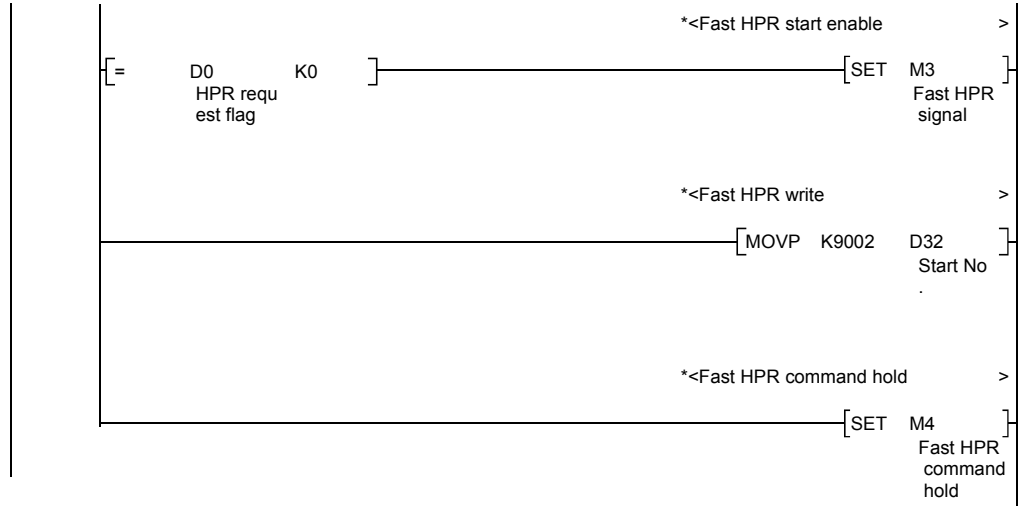 *<Fast HPR start enable >
[= D0 K0 ] [SET M3 ]
HPR requ Fast HPR
est flag signal
*<Fast HPR write >
[MOVP K9002 D32 ]
Start No
.
*<Fast HPR command hold >
[SET M4 ]
Fast HPR
command
hold